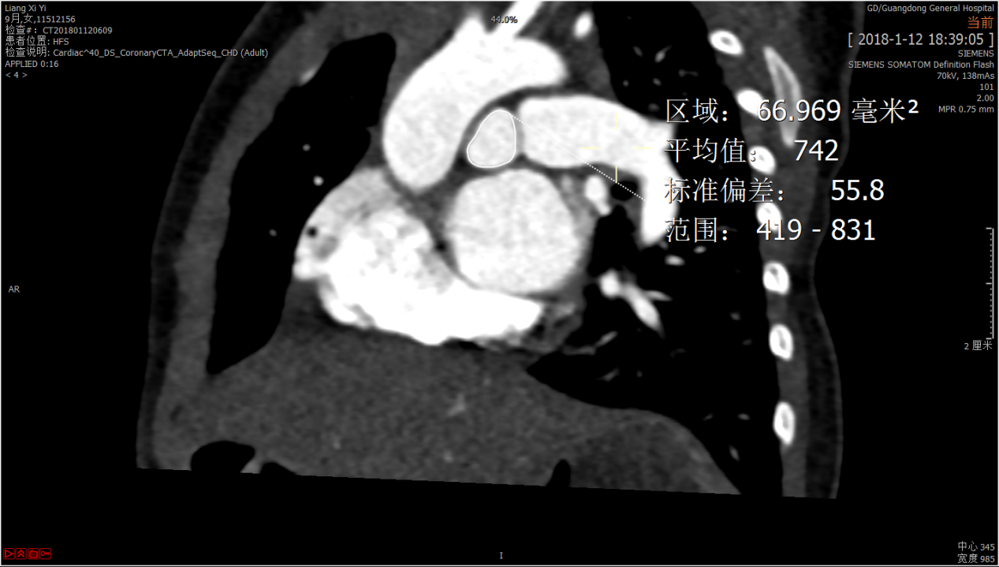 Liang Xi Yi
9月,女,11512156
检查#: CT201801120609
患者位置: HFS
检查说明: Cardiac^40_DS_CoronaryCTA_AdaptSeq_CHD (Adult)
APPLIED 0:16
< 4 >
44.0%
GD/Guangdong General Hospital
当前
[ 2018-1-12 18:39:05 ]
SIEMENS
SIEMENS SOMATOM Definition Flash
70kV, 138mAs
101
2.00
MPR 0.75 mm
区域: 66.969 毫米²
平均值: 742
标准偏差: 55.8
范围: 419 - 831
AR
2 厘米
I
中心 345
宽度 985